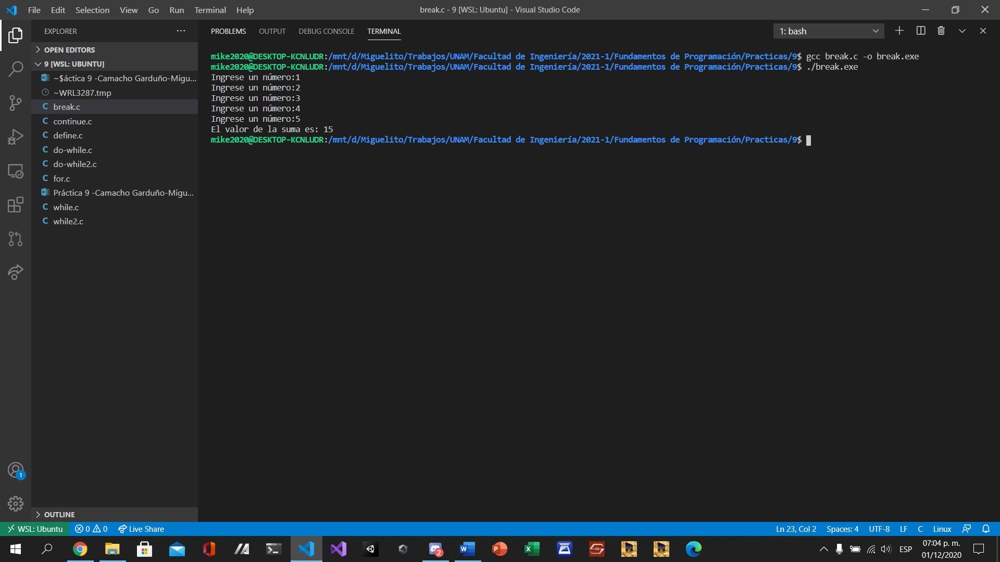 File Edit Selection View Go Run Terminal Help
break.c - 9 [WSL: Ubuntu] - Visual Studio Code
EXPLORER
OPEN EDITORS
9 [WSL: UBUNTU]
~$áctica 9 -Camacho Garduño-Migu...
~WRL3287.tmp
break.c
continue.c
define.c
do-while.c
do-while2.c
for.c
Práctica 9 -Camacho Garduño-Migu...
while.c
while2.c
OUTLINE
PROBLEMS OUTPUT DEBUG CONSOLE TERMINAL
1: bash
mike2020@DESKTOP-KCNLUDR:/mnt/d/Miguelito/Trabajos/UNAM/Facultad de Ingeniería/2021-1/Fundamentos de Programación/Practicas/9$ gcc break.c -o break.exe
mike2020@DESKTOP-KCNLUDR:/mnt/d/Miguelito/Trabajos/UNAM/Facultad de Ingeniería/2021-1/Fundamentos de Programación/Practicas/9$ ./break.exe
Ingrese un número:1
Ingrese un número:2
Ingrese un número:3
Ingrese un número:4
Ingrese un número:5
El valor de la suma es: 15
mike2020@DESKTOP-KCNLUDR:/mnt/d/Miguelito/Trabajos/UNAM/Facultad de Ingeniería/2021-1/Fundamentos de Programación/Practicas/9$
1
WSL: Ubuntu 0 0 Live Share
Ln 23, Col 2 Spaces: 4 UTF-8 LF C Linux
2
ESP
07:04 p. m.
01/12/2020